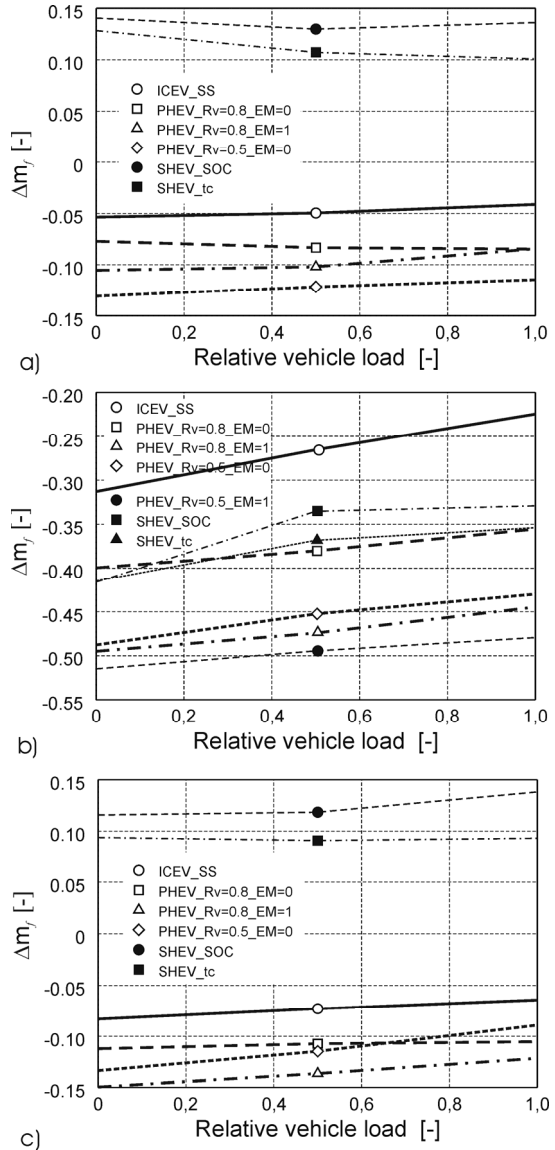 0.15
0.10
0.05
0
-0.05
-0.10
-0.15
Δm_f [-]
ICEV_SS
PHEV_Rv=0.8_EM=0
PHEV_Rv=0.8_EM=1
PHEV_Rv=0.5_EM=0
SHEV_SOC
SHEV_tc
0 0,2 0,4 0,6 0,8 1,0
Relative vehicle load [-]
a)
-0.20
-0.25
-0.30
-0.35
-0.40
-0.45
-0.50
-0.55
Δm_f [-]
ICEV_SS
PHEV_Rv=0.8_EM=0
PHEV_Rv=0.8_EM=1
PHEV_Rv=0.5_EM=0
PHEV_Rv=0.5_EM=1
SHEV_SOC
SHEV_tc
0 0,2 0,4 0,6 0,8 1,0
Relative vehicle load [-]
b)
0.15
0.10
0.05
0
-0.05
-0.10
-0.15
Δm_f [-]
ICEV_SS
PHEV_Rv=0.8_EM=0
PHEV_Rv=0.8_EM=1
PHEV_Rv=0.5_EM=0
SHEV_SOC
SHEV_tc
0 0,2 0,4 0,6 0,8 1,0
Relative vehicle load [-]
c)